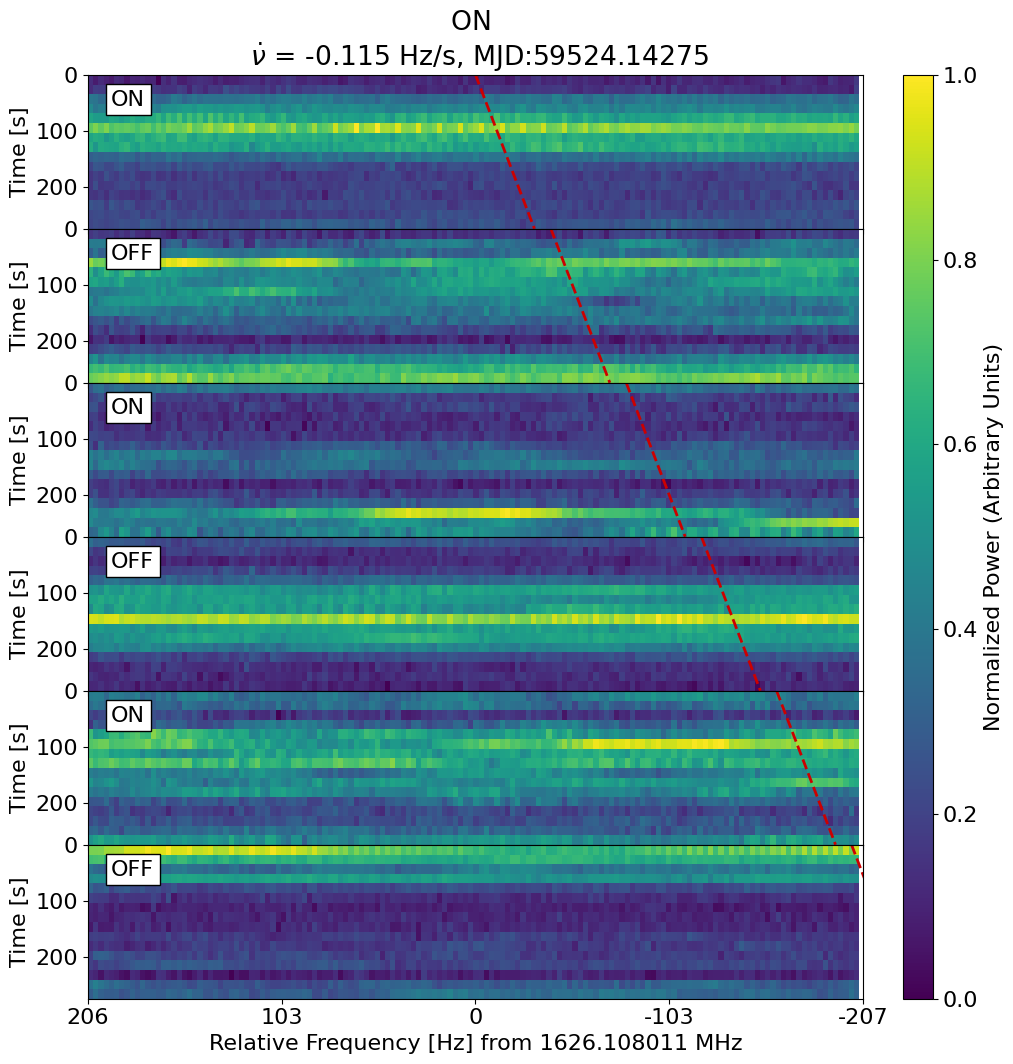 ON
ν̇ = -0.115 Hz/s, MJD:59524.14275
0
100
200
Time [s]
ON
0
100
200
Time [s]
OFF
0
100
200
Time [s]
ON
0
100
200
Time [s]
OFF
0
100
200
Time [s]
ON
0
100
200
Time [s]
OFF
206
103
0
-103
-207
Relative Frequency [Hz] from 1626.108011 MHz
1.0
0.8
0.6
0.4
0.2
0.0
Normalized Power (Arbitrary Units)